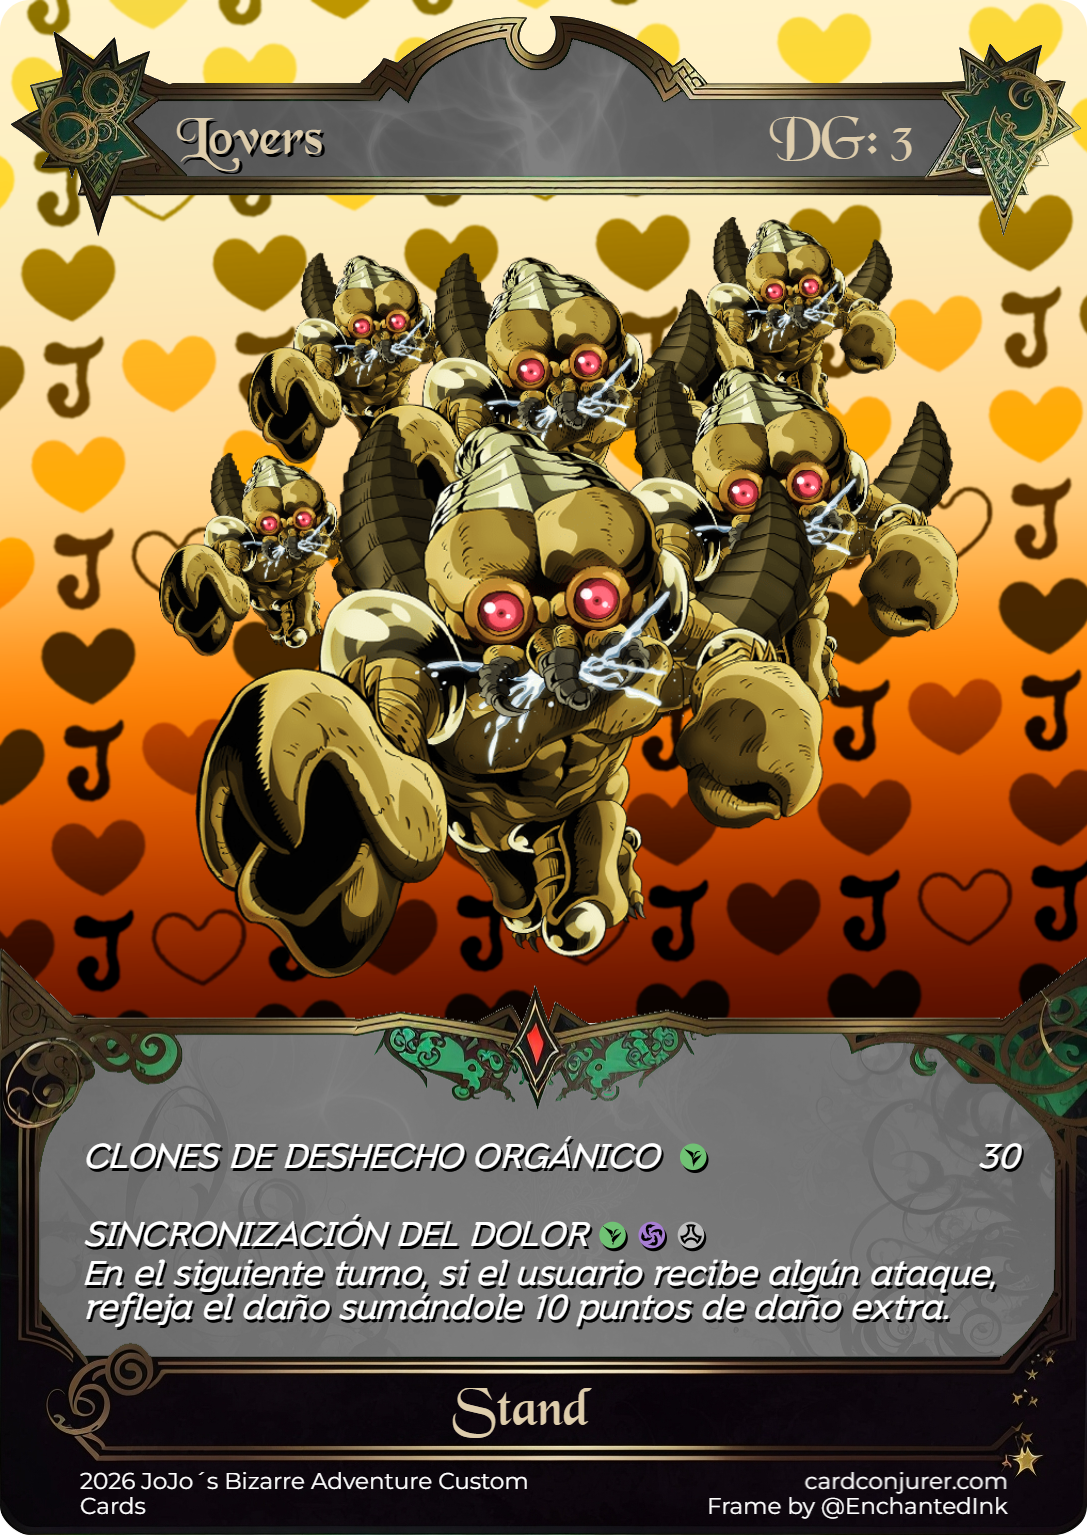 Lovers
DG: 3
CLONES DE DESHECHO ORGÁNICO 30
SINCRONIZACIÓN DEL DOLOR
En el siguiente turno, si el usuario recibe algún ataque,
refleja el daño sumándole 10 puntos de daño extra.
Stand
2026 JoJo´s Bizarre Adventure Custom
Cards
cardconjurer.com
Frame by @EnchantedInk